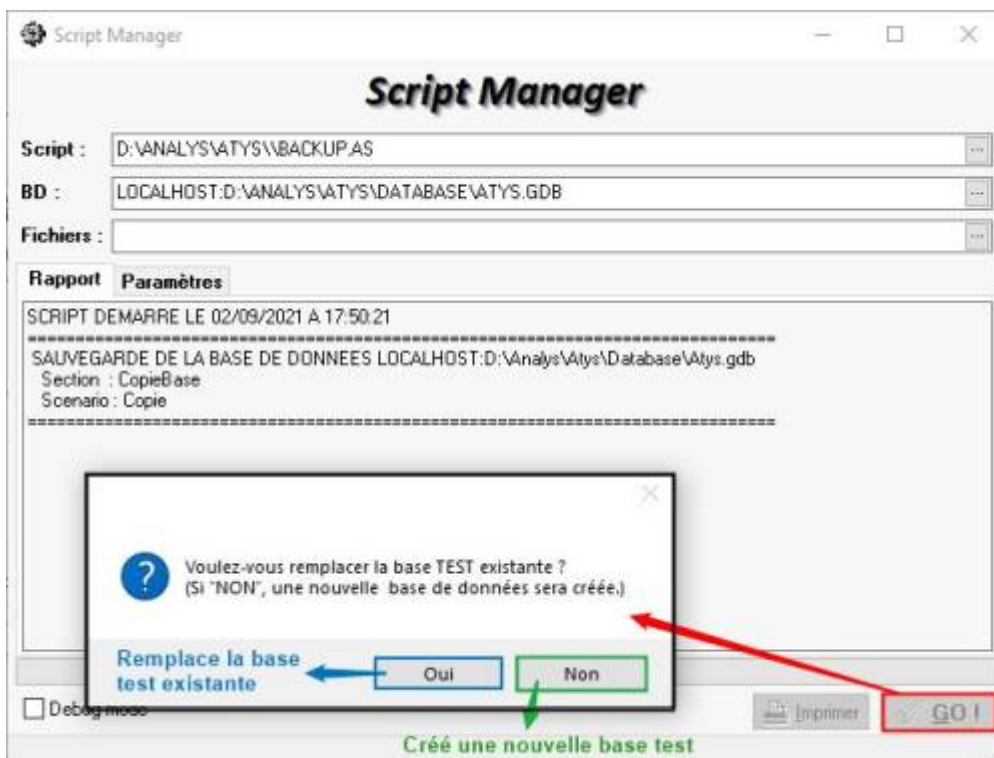 Script Manager
Script Manager
Script : D:\ANALYS\ATYS\\BACKUP.AS ...
BD : LOCALHOST:D:\ANALYS\ATYS\DATABASE\ATYS.GDB ...
Fichiers : ...
Rapport Paramètres
SCRIPT DEMARRE LE 02/09/2021 A 17:50:21
==============================================================================
SAUVEGARDE DE LA BASE DE DONNEES LOCALHOST:D:\Analys\Atys\Database\Atys.gdb
Section : CopieBase
Scenario : Copie
==============================================================================
Voulez-vous remplacer la base TEST existante ?
(Si "NON", une nouvelle base de données sera créée.)
Remplace la base
test existante
Oui Non
Debug mode
Imprimer GO !
Créé une nouvelle base test